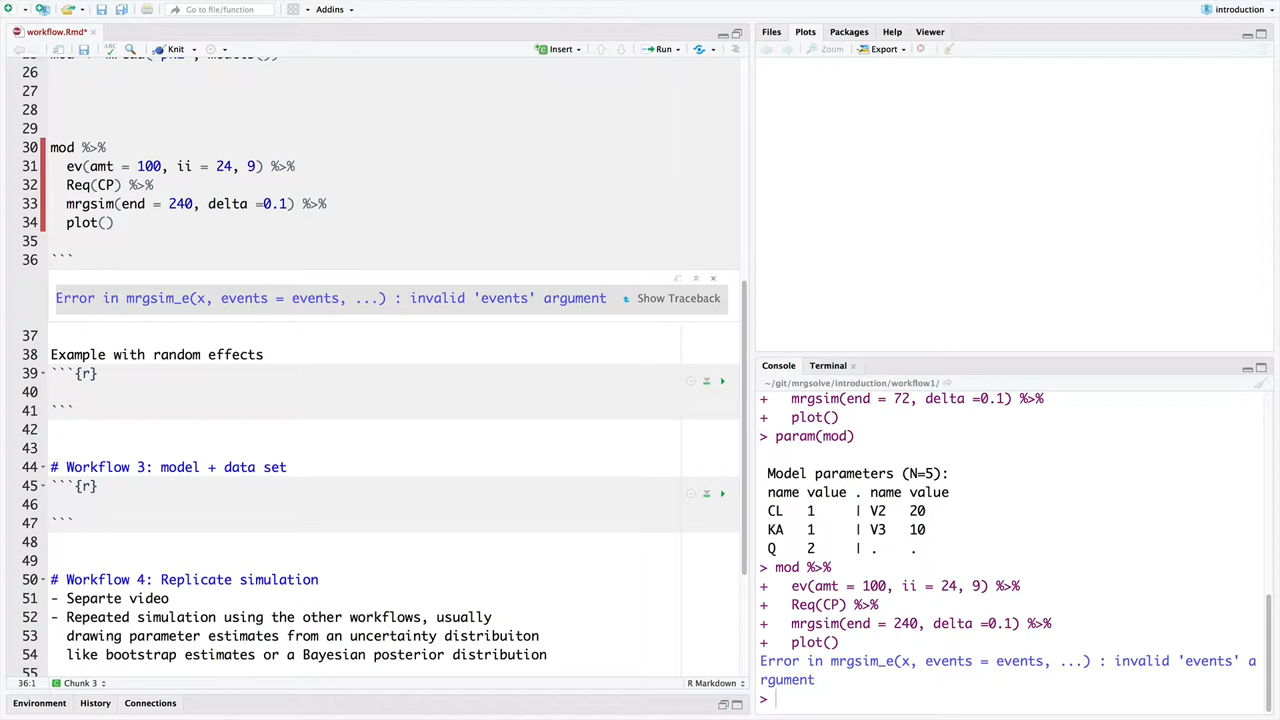 Go to file/function
Addins
introduction
workflow.Rmd*
Knit
Insert
Run
26
27
28
29
30 mod %>%
31 ev(amt = 100, ii = 24, 9) %>%
32 Req(CP) %>%
33 mrgsim(end = 240, delta =0.1) %>%
34 plot()
35
36 ```
Error in mrgsim_e(x, events = events, ...) : invalid 'events' argument Show Traceback
37
38 Example with random effects
39 ```{r}
40
41 ```
42
43
44 # Workflow 3: model + data set
45 ```{r}
46
47 ```
48
49
50 # Workflow 4: Replicate simulation
51 - Separte video
52 - Repeated simulation using the other workflows, usually
53 drawing parameter estimates from an uncertainty distribuiton
54 like bootstrap estimates or a Bayesian posterior distribution
55
36:1 Chunk 3 R Markdown
Environment History Connections
Files Plots Packages Help Viewer
Zoom Export
Console Terminal
~/git/mrgsolve/introduction/workflow1/
+ mrgsim(end = 72, delta =0.1) %>%
+ plot()
> param(mod)
Model parameters (N=5):
name value . name value
CL 1 | V2 20
KA 1 | V3 10
Q 2 | . .
> mod %>%
+ ev(amt = 100, ii = 24, 9) %>%
+ Req(CP) %>%
+ mrgsim(end = 240, delta =0.1) %>%
+ plot()
Error in mrgsim_e(x, events = events, ...) : invalid 'events' a
rgument
>